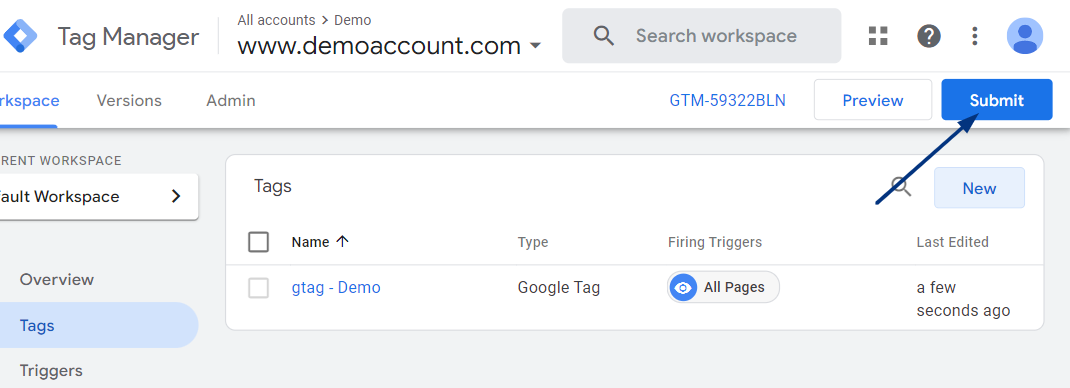 All accounts > Demo
Tag Manager
www.demoaccount.com
Search workspace
rkspace Versions Admin GTM-59322BLN Preview Submit
RENT WORKSPACE
fault Workspace
Tags New
Name Type Firing Triggers Last Edited
gtag - Demo Google Tag All Pages a few
seconds ago
Overview
Tags
Triggers